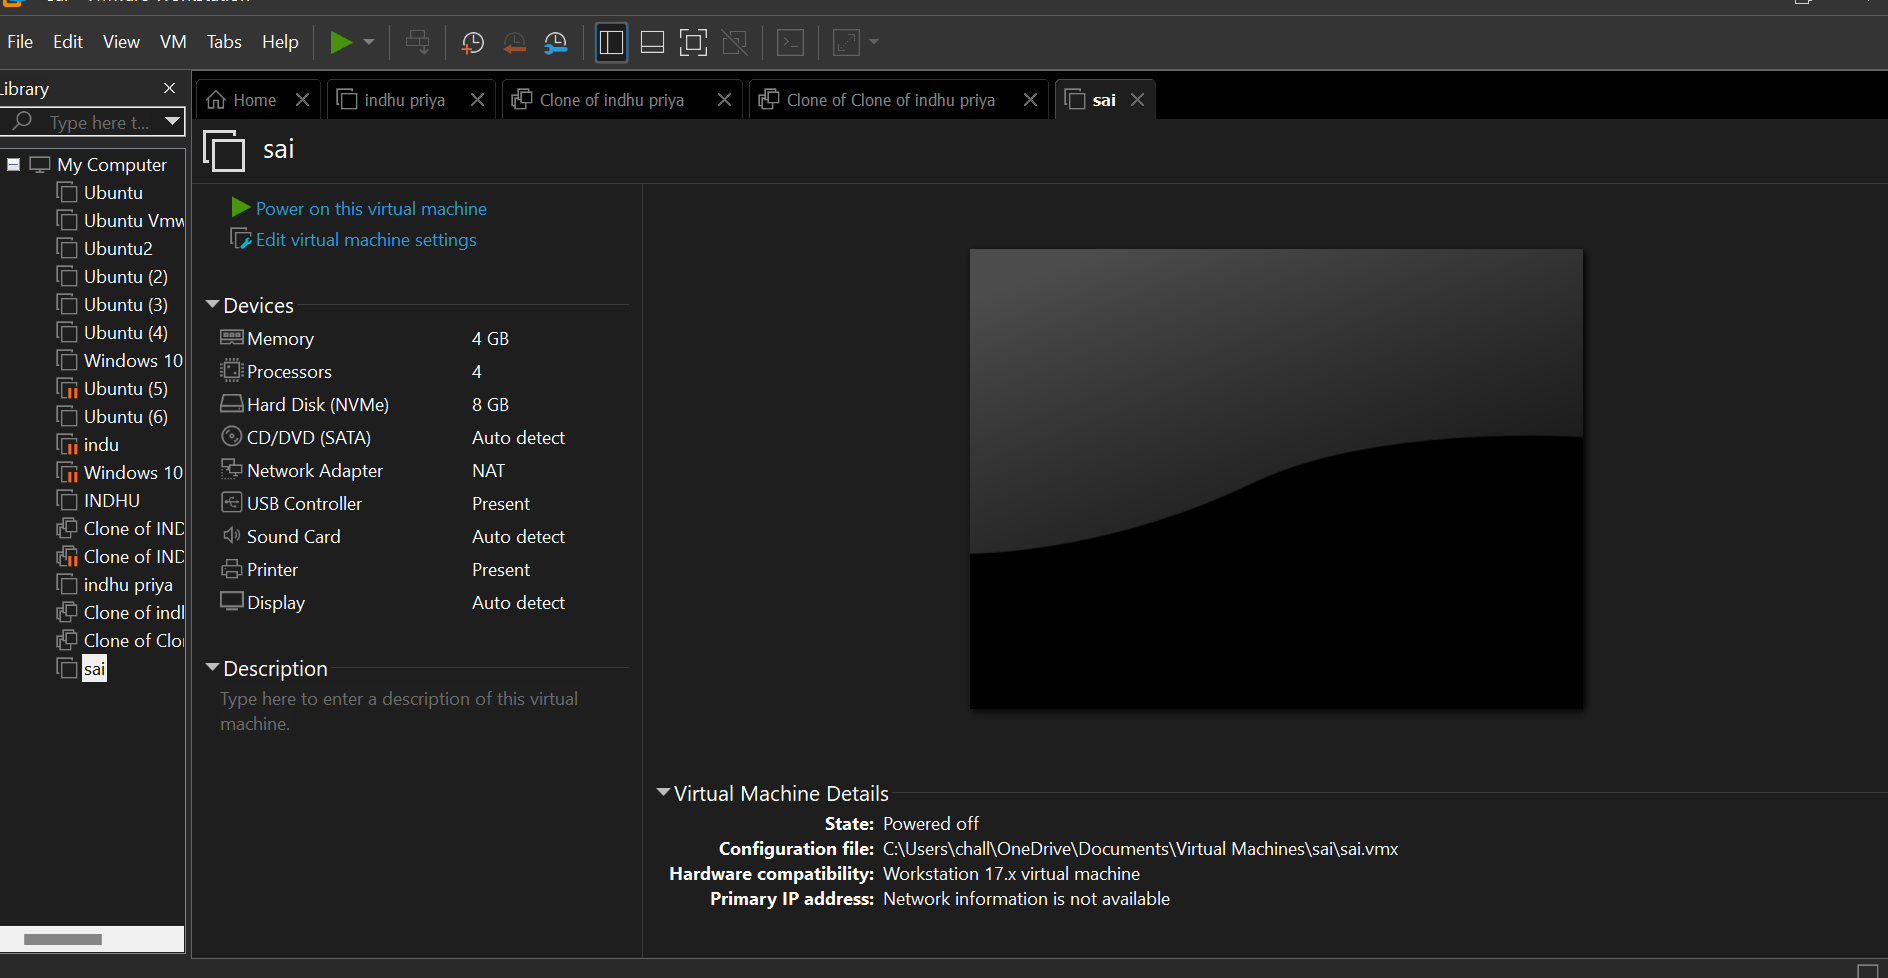 File Edit View VM Tabs Help
Library
Type here t...
My Computer
Ubuntu
Ubuntu Vmw
Ubuntu2
Ubuntu (2)
Ubuntu (3)
Ubuntu (4)
Windows 10
Ubuntu (5)
Ubuntu (6)
indu
Windows 10
INDHU
Clone of IND
Clone of IND
indhu priya
Clone of indl
Clone of Clo
sai
Home indhu priya Clone of indhu priya Clone of Clone of indhu priya sai
sai
Power on this virtual machine
Edit virtual machine settings
Devices
Memory 4 GB
Processors 4
Hard Disk (NVMe) 8 GB
CD/DVD (SATA) Auto detect
Network Adapter NAT
USB Controller Present
Sound Card Auto detect
Printer Present
Display Auto detect
Description
Type here to enter a description of this virtual
machine.
Virtual Machine Details
State: Powered off
Configuration file: C:\Users\chall\OneDrive\Documents\Virtual Machines\sai\sai.vmx
Hardware compatibility: Workstation 17.x virtual machine
Primary IP address: Network information is not available